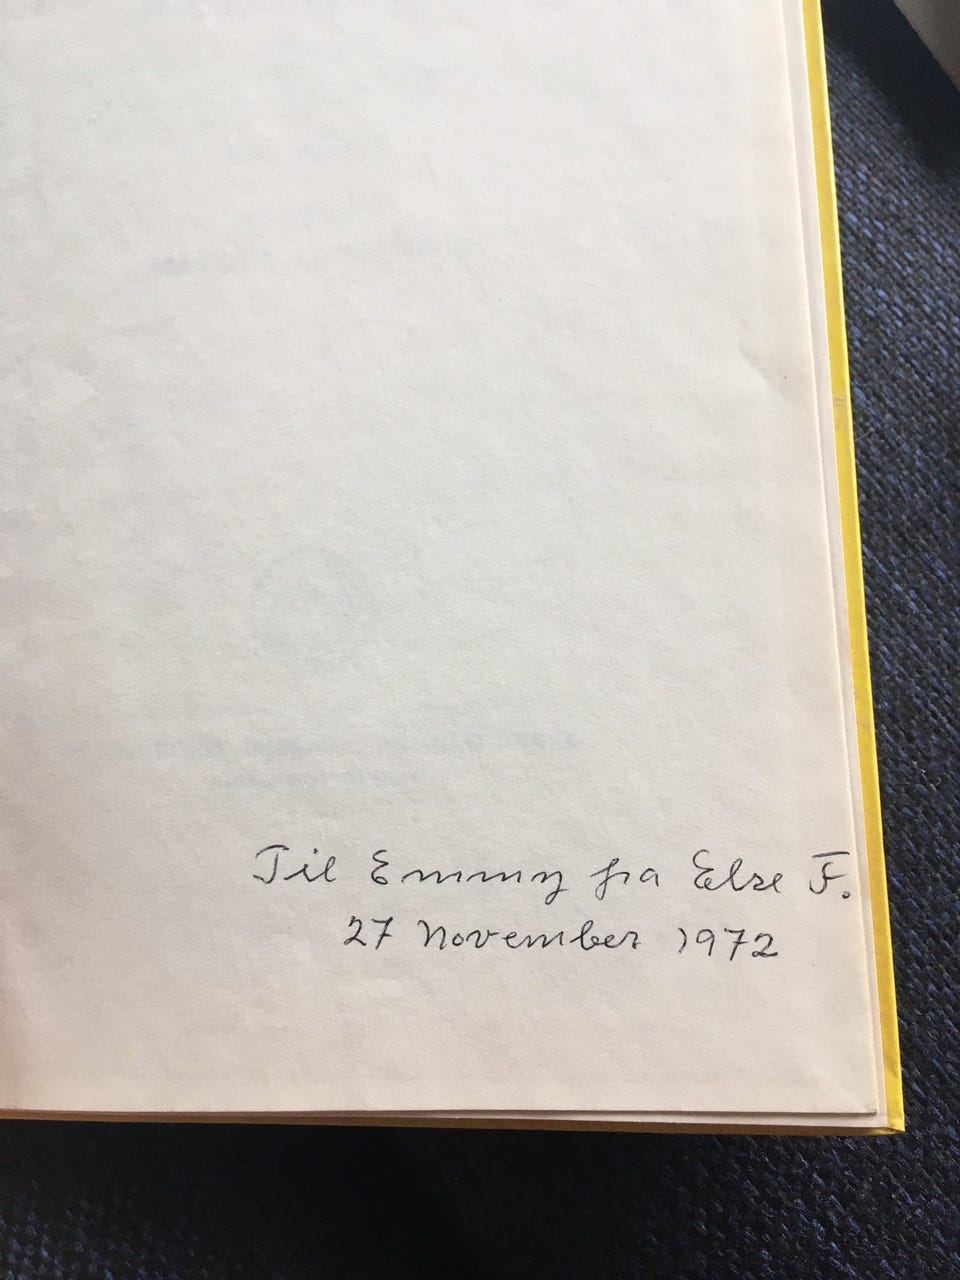 Til Emmy fra Else F.
27 November 1972